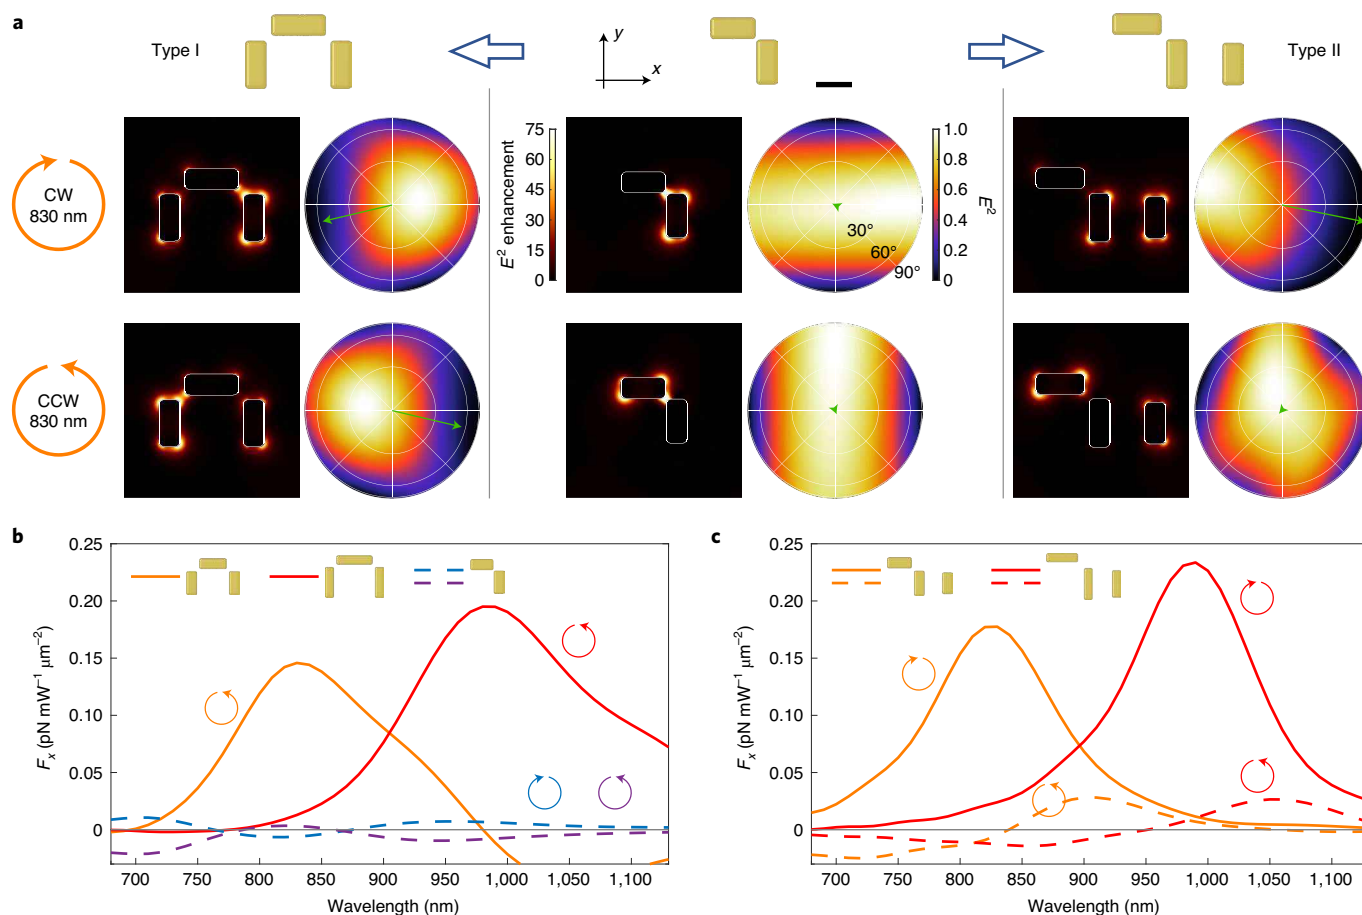 a
Type I
y
x
Type II
CW
830 nm
75
60
45
30
15
0
E² enhancement
30°
60°
90°
1.0
0.8
0.6
0.4
0.2
0
E²
CCW
830 nm
b
0.25
0.20
0.15
0.10
0.05
0
Fₓ (pN mW⁻¹ μm⁻²)
700 750 800 850 900 950 1,000 1,050 1,100
Wavelength (nm)
c
0.25
0.20
0.15
0.10
0.05
0
Fₓ (pN mW⁻¹ μm⁻²)
700 750 800 850 900 950 1,000 1,050 1,100
Wavelength (nm)